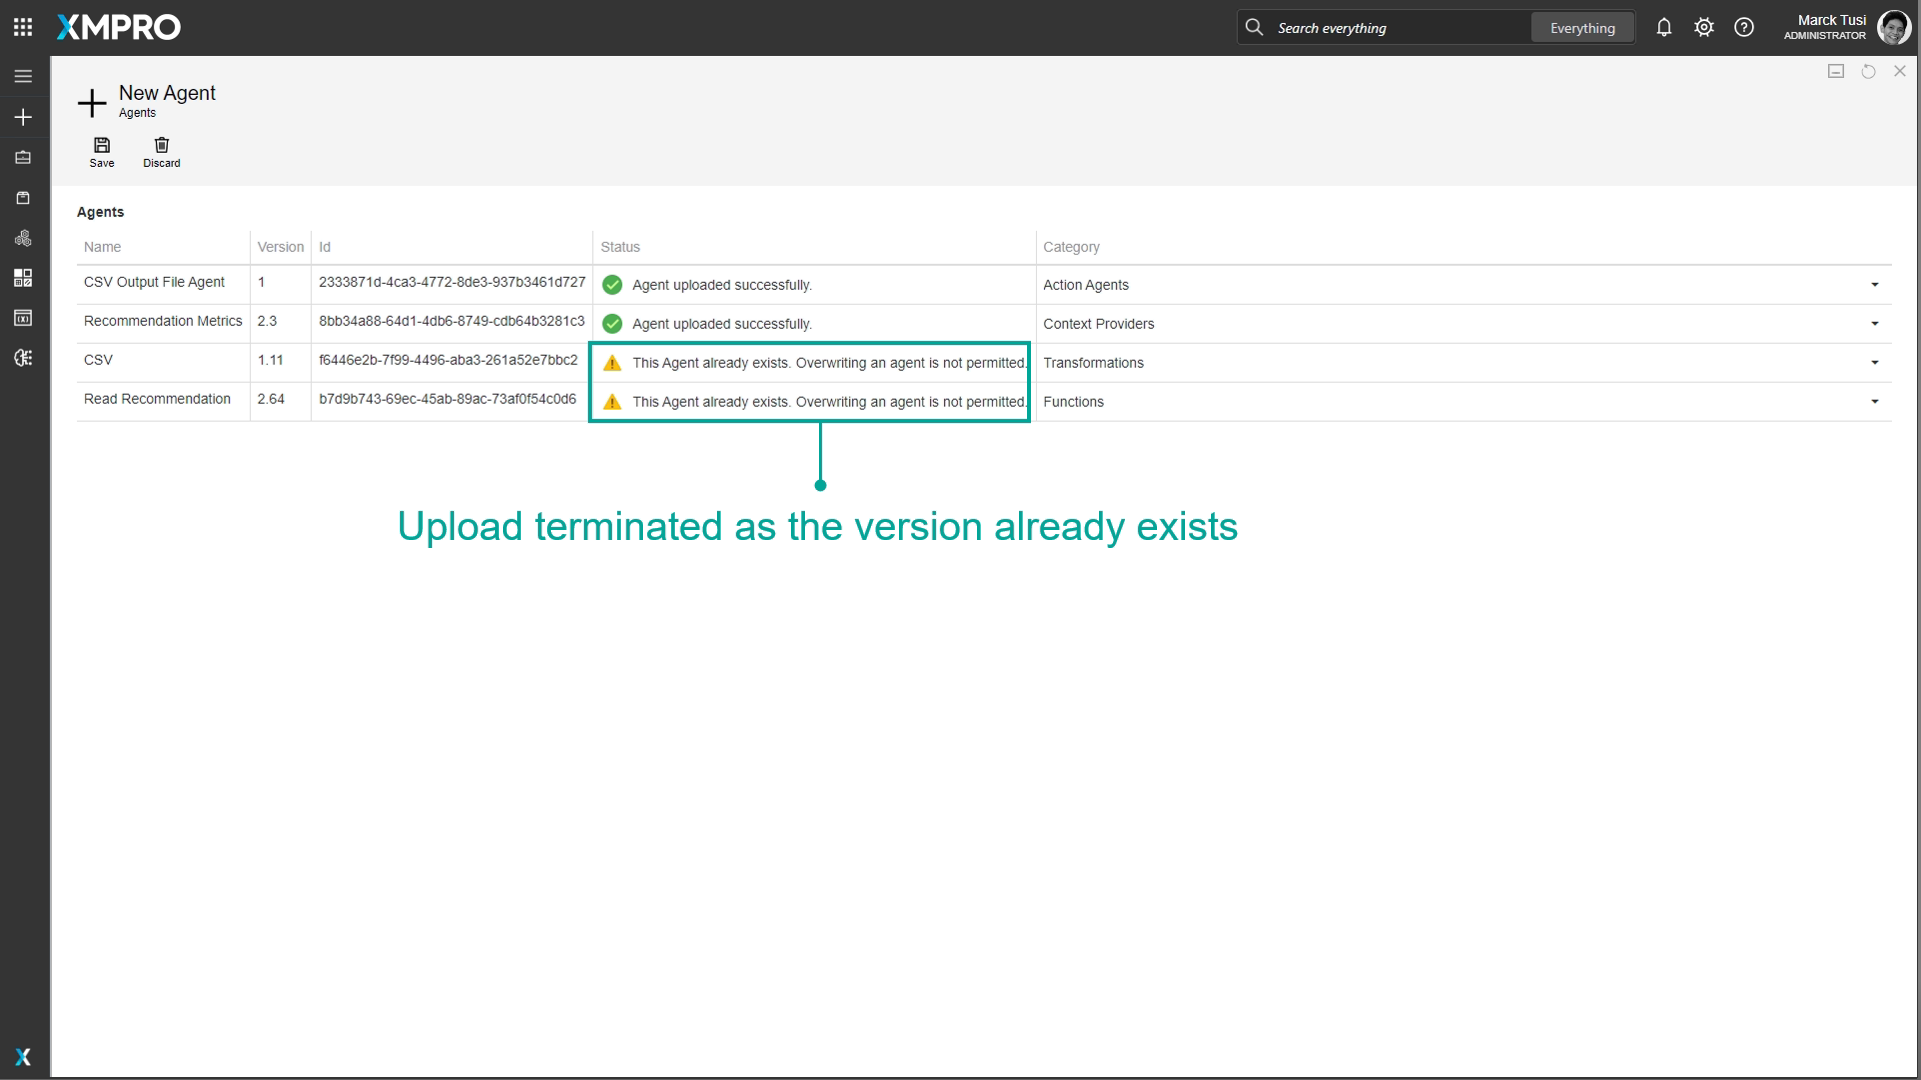 XMPRO
Search everything
Everything
Marck Tusi
ADMINISTRATOR
New Agent
Agents
Save
Discard
Agents
Name Version Id Status Category
CSV Output File Agent 1 2333871d-4ca3-4772-8de3-937b3461d727 Agent uploaded successfully. Action Agents
Recommendation Metrics 2.3 8bb34a88-64d1-4db6-8749-cdb64b3281c3 Agent uploaded successfully. Context Providers
CSV 1.11 f6446e2b-7f99-4496-aba3-261a52e7bbc2 This Agent already exists. Overwriting an agent is not permitted. Transformations
Read Recommendation 2.64 b7d9b743-69ec-45ab-89ac-73af0f54c0d6 This Agent already exists. Overwriting an agent is not permitted. Functions
Upload terminated as the version already exists